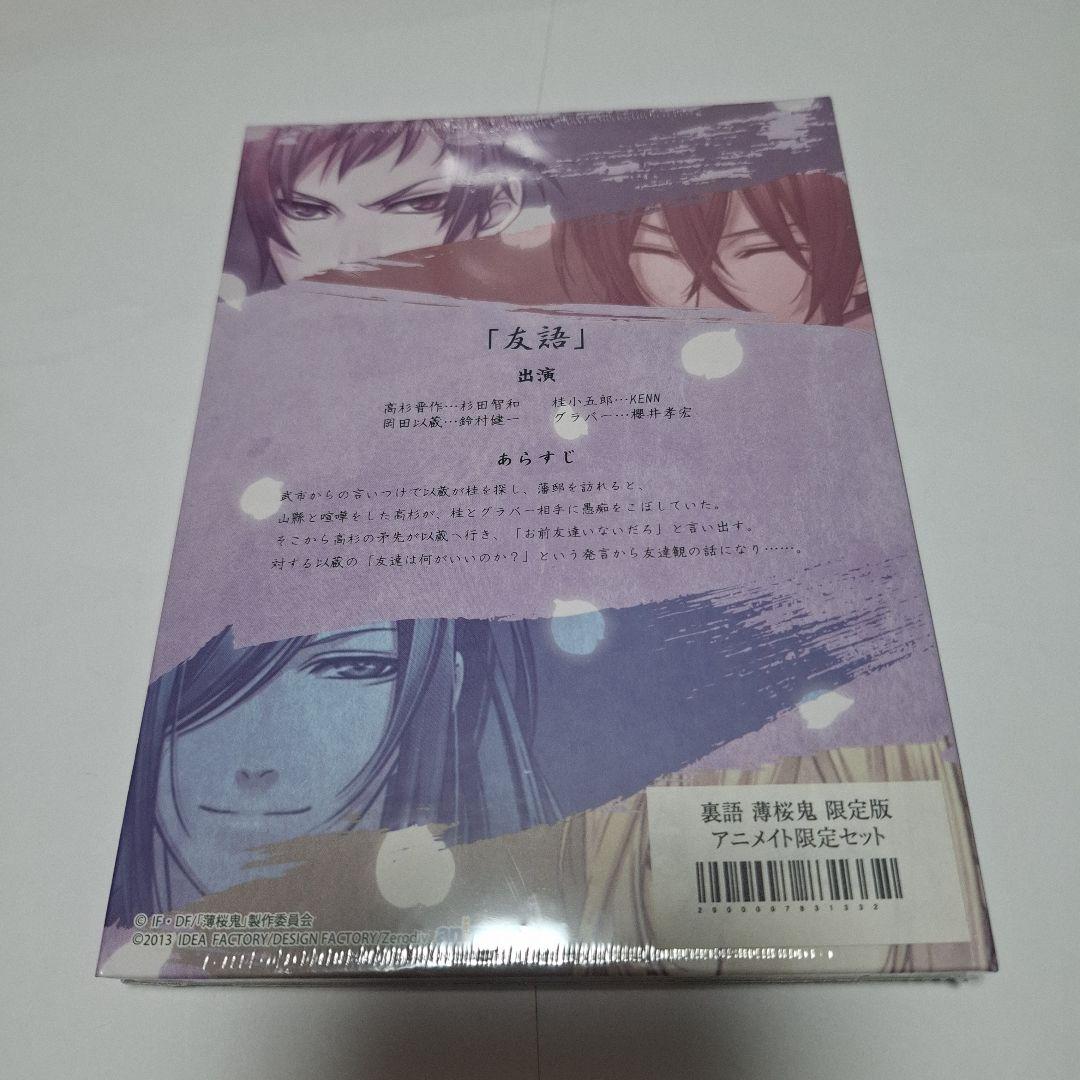 「友語」
出演
高杉晋作…杉田智和 桂小五郎…KENN
岡田以蔵…鈴村健一 グラバー…櫻井孝宏
あらすじ
武市からの言いつけで以蔵が桂を探し、藩邸を訪れると、
山縣と喧嘩をした高杉が、桂とグラバー相手に愚痴をこぼしていた。
そこから高杉の矛先が以蔵へ行き、「お前友達いないだろ」と言い出す。
対する以蔵の「友達は何がいいのか？」という発言から友達観の話になり……。
裏語 薄桜鬼 限定版
アニメイト限定セット
2000007831332
© IF・DF/「薄桜鬼」製作委員会
©2013 IDEA FACTORY/DESIGN FACTORY/Zerodiv